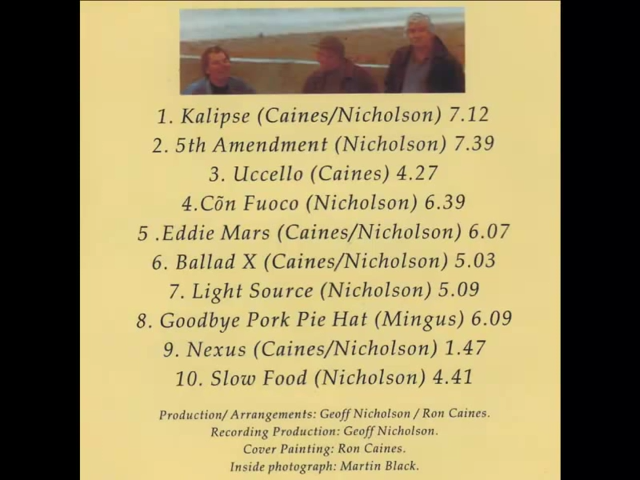 1. Kalipse (Caines/Nicholson) 7.12
2. 5th Amendment (Nicholson) 7.39
3. Uccello (Caines) 4.27
4.Cõn Fuoco (Nicholson) 6.39
5 .Eddie Mars (Caines/Nicholson) 6.07
6. Ballad X (Caines/Nicholson) 5.03
7. Light Source (Nicholson) 5.09
8. Goodbye Pork Pie Hat (Mingus) 6.09
9. Nexus (Caines/Nicholson) 1.47
10. Slow Food (Nicholson) 4.41
Production/ Arrangements: Geoff Nicholson / Ron Caines.
Recording Production: Geoff Nicholson.
Cover Painting: Ron Caines.
Inside photograph: Martin Black.